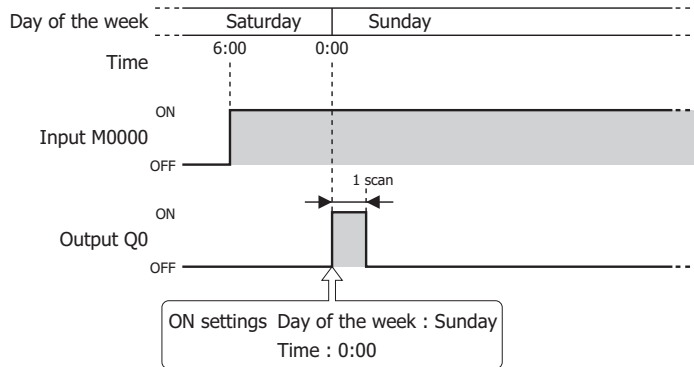 Day of the week Saturday Sunday
Time 6:00 0:00
ON
Input M0000
OFF
1 scan
ON
Output Q0
OFF
ON settings Day of the week : Sunday
Time : 0:00